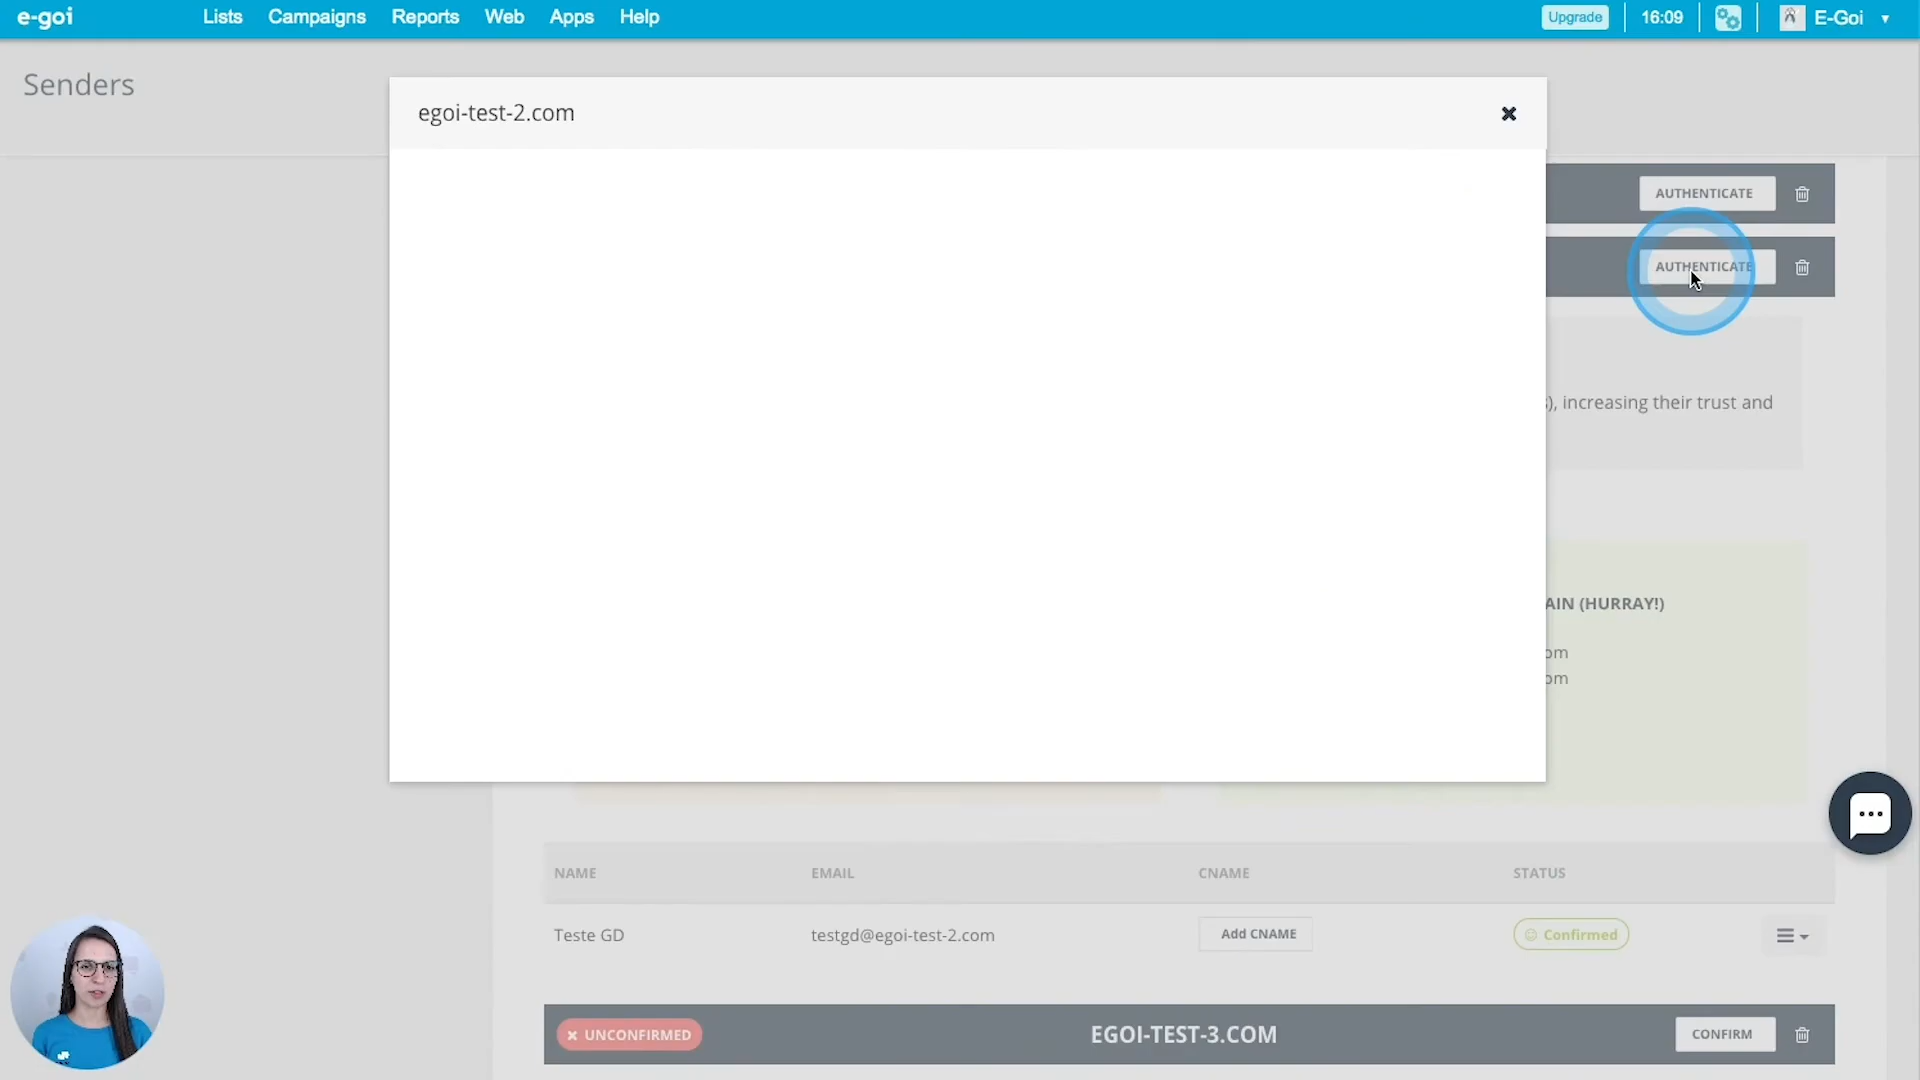 e-goi Lists Campaigns Reports Web Apps Help Upgrade 16:09 E-Goi
Senders
egoi-test-2.com
AUTHENTICATE
AUTHENTICATE
), increasing their trust and
AIN (HURRAY!)
om
om
NAME EMAIL CNAME STATUS
Teste GD testgd@egoi-test-2.com Add CNAME Confirmed
UNCONFIRMED EGOI-TEST-3.COM CONFIRM